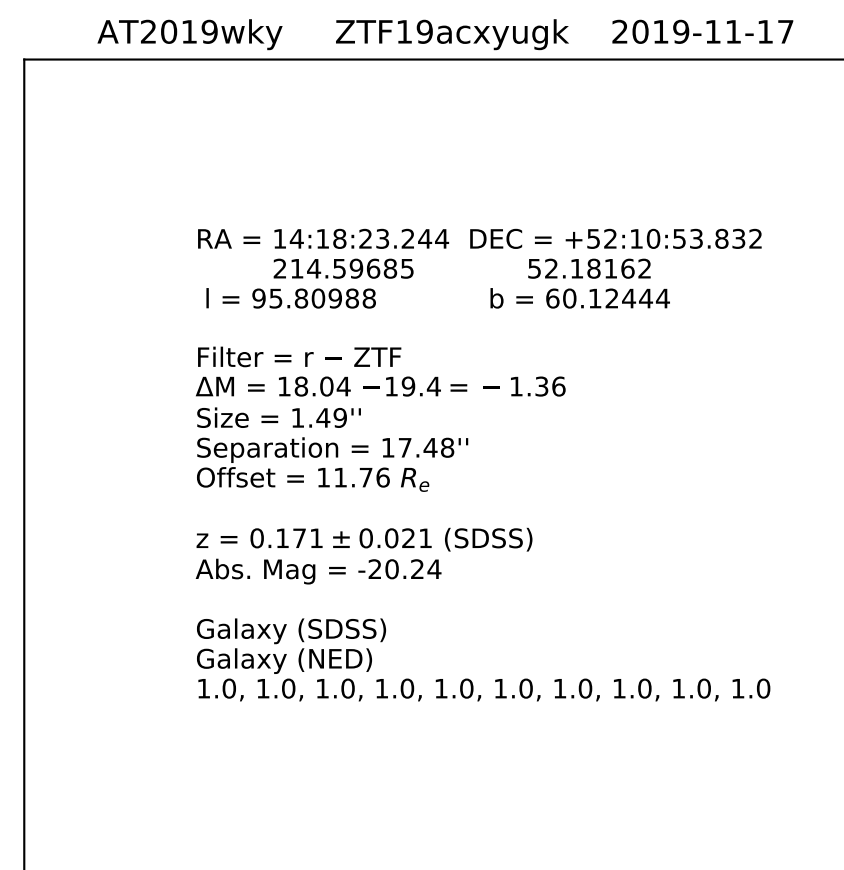 AT2019wky ZTF19acxyugk 2019-11-17
RA = 14:18:23.244 DEC = +52:10:53.832
214.59685 52.18162
l = 95.80988 b = 60.12444
Filter = r − ZTF
ΔM = 18.04 −19.4 = − 1.36
Size = 1.49''
Separation = 17.48''
Offset = 11.76 Re
z = 0.171 ± 0.021 (SDSS)
Abs. Mag = -20.24
Galaxy (SDSS)
Galaxy (NED)
1.0, 1.0, 1.0, 1.0, 1.0, 1.0, 1.0, 1.0, 1.0, 1.0